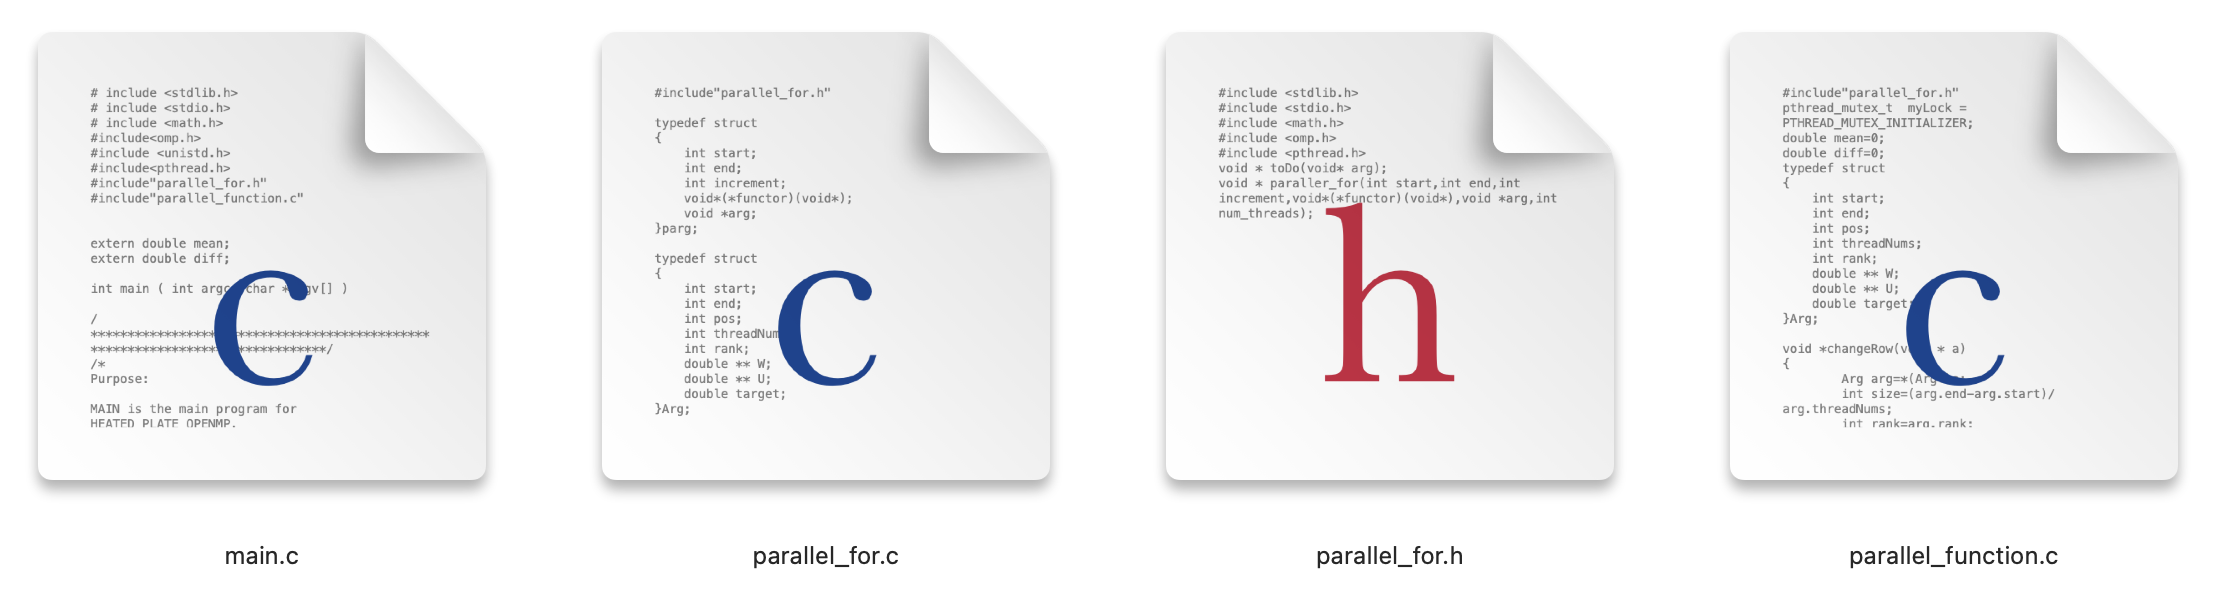 # include <stdlib.h>
# include <stdio.h>
# include <math.h>
#include<omp.h>
#include <unistd.h>
#include<pthread.h>
#include"parallel_for.h"
#include"parallel_function.c"
extern double mean;
extern double diff;
int main ( int argc, char *argv[] )
/
**********************************************
********************************/
/*
Purpose:
MAIN is the main program for
HEATED_PLATE_OPENMP.
C
main.c
#include"parallel_for.h"
typedef struct
{
    int start;
    int end;
    int increment;
    void*(*functor)(void*);
    void *arg;
}parg;
typedef struct
{
    int start;
    int end;
    int pos;
    int threadNum
    int rank;
    double ** W;
    double ** U;
    double target;
}Arg;
C
parallel_for.c
#include <stdlib.h>
#include <stdio.h>
#include <math.h>
#include <omp.h>
#include <pthread.h>
void * toDo(void* arg);
void * paraller_for(int start,int end,int
increment,void*(*functor)(void*),void *arg,int
num_threads);
h
parallel_for.h
#include"parallel_for.h"
pthread_mutex_t  myLock =
PTHREAD_MUTEX_INITIALIZER;
double mean=0;
double diff=0;
typedef struct
{
    int start;
    int end;
    int pos;
    int threadNums;
    int rank;
    double ** W;
    double ** U;
    double target;
}Arg;
void *changeRow(void * a)
{
        Arg arg=*(Arg
        int size=(arg.end-arg.start)/
arg.threadNums;
        int rank=arg.rank;
C
parallel_function.c